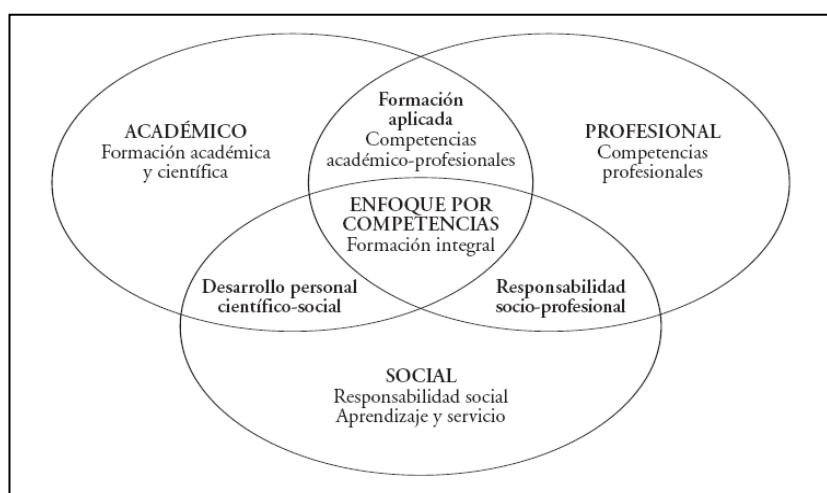 Formación
aplicada
Competencias
académico-profesionales
ACADÉMICO
Formación académica
y científica
PROFESIONAL
Competencias
profesionales
ENFOQUE POR
COMPETENCIAS
Formación integral
Desarrollo personal
científico-social
Responsabilidad
socio-profesional
SOCIAL
Responsabilidad social
Aprendizaje y servicio